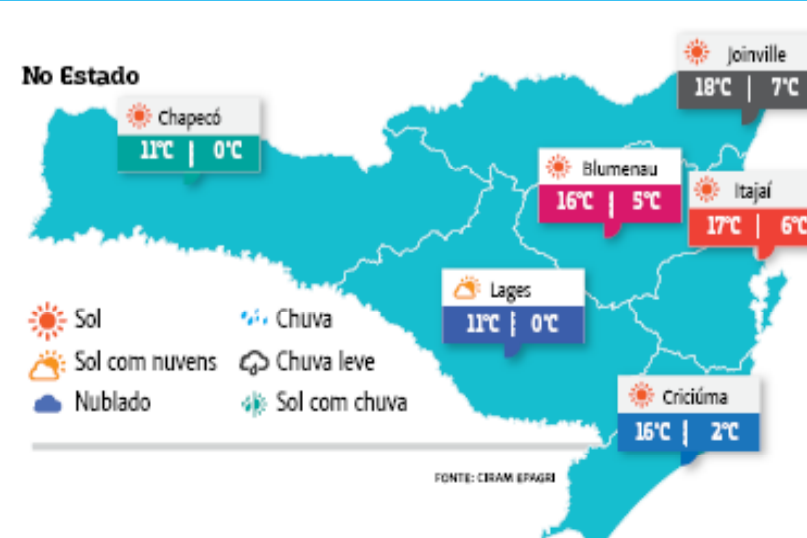 No Estado
Joinville
18°C | 7°C
Chapecó
11°C | 0°C
Blumenau
16°C | 5°C
Itajaí
17°C | 6°C
Lages
11°C | 0°C
Sol
Chuva
Sol com nuvens
Chuva leve
Nublado
Sol com chuva
Criciúma
16°C | 2°C
FONTE: CIRAM EPAGRI